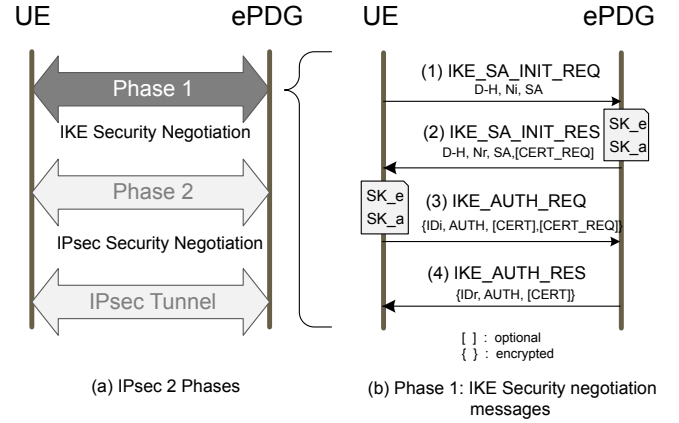 UE
ePDG
Phase 1
IKE Security Negotiation
Phase 2
IPsec Security Negotiation
IPsec Tunnel
(a) IPsec 2 Phases
UE
ePDG
(1) IKE_SA_INIT_REQ
D-H, Ni, SA
SK_e
SK_a
(2) IKE_SA_INIT_RES
D-H, Nr, SA,[CERT_REQ]
SK_e
SK_a
(3) IKE_AUTH_REQ
{IDi, AUTH, [CERT],[CERT_REQ]}
(4) IKE_AUTH_RES
{IDr, AUTH, [CERT]}
[ ] : optional
{ } : encrypted
(b) Phase 1: IKE Security negotiation
messages